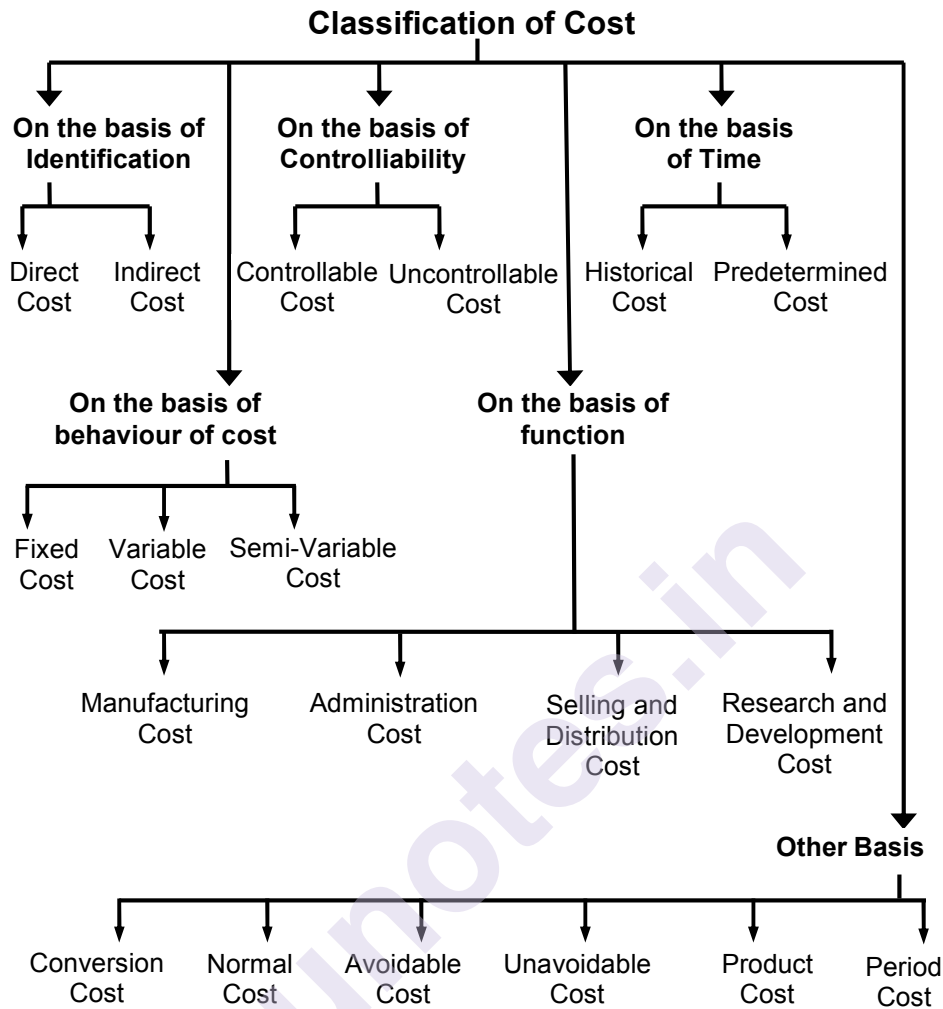 Classification of Cost
On the basis of
Identification
On the basis of
Controlliability
On the basis
of Time
Direct
Cost
Indirect
Cost
Controllable
Cost
Uncontrollable
Cost
Historical
Cost
Predetermined
Cost
On the basis of
behaviour of cost
On the basis of
function
Fixed
Cost
Variable
Cost
Semi-Variable
Cost
Manufacturing
Cost
Administration
Cost
Selling and
Distribution
Cost
Research and
Development
Cost
Other Basis
Conversion
Cost
Normal
Cost
Avoidable
Cost
Unavoidable
Cost
Product
Cost
Period
Cost